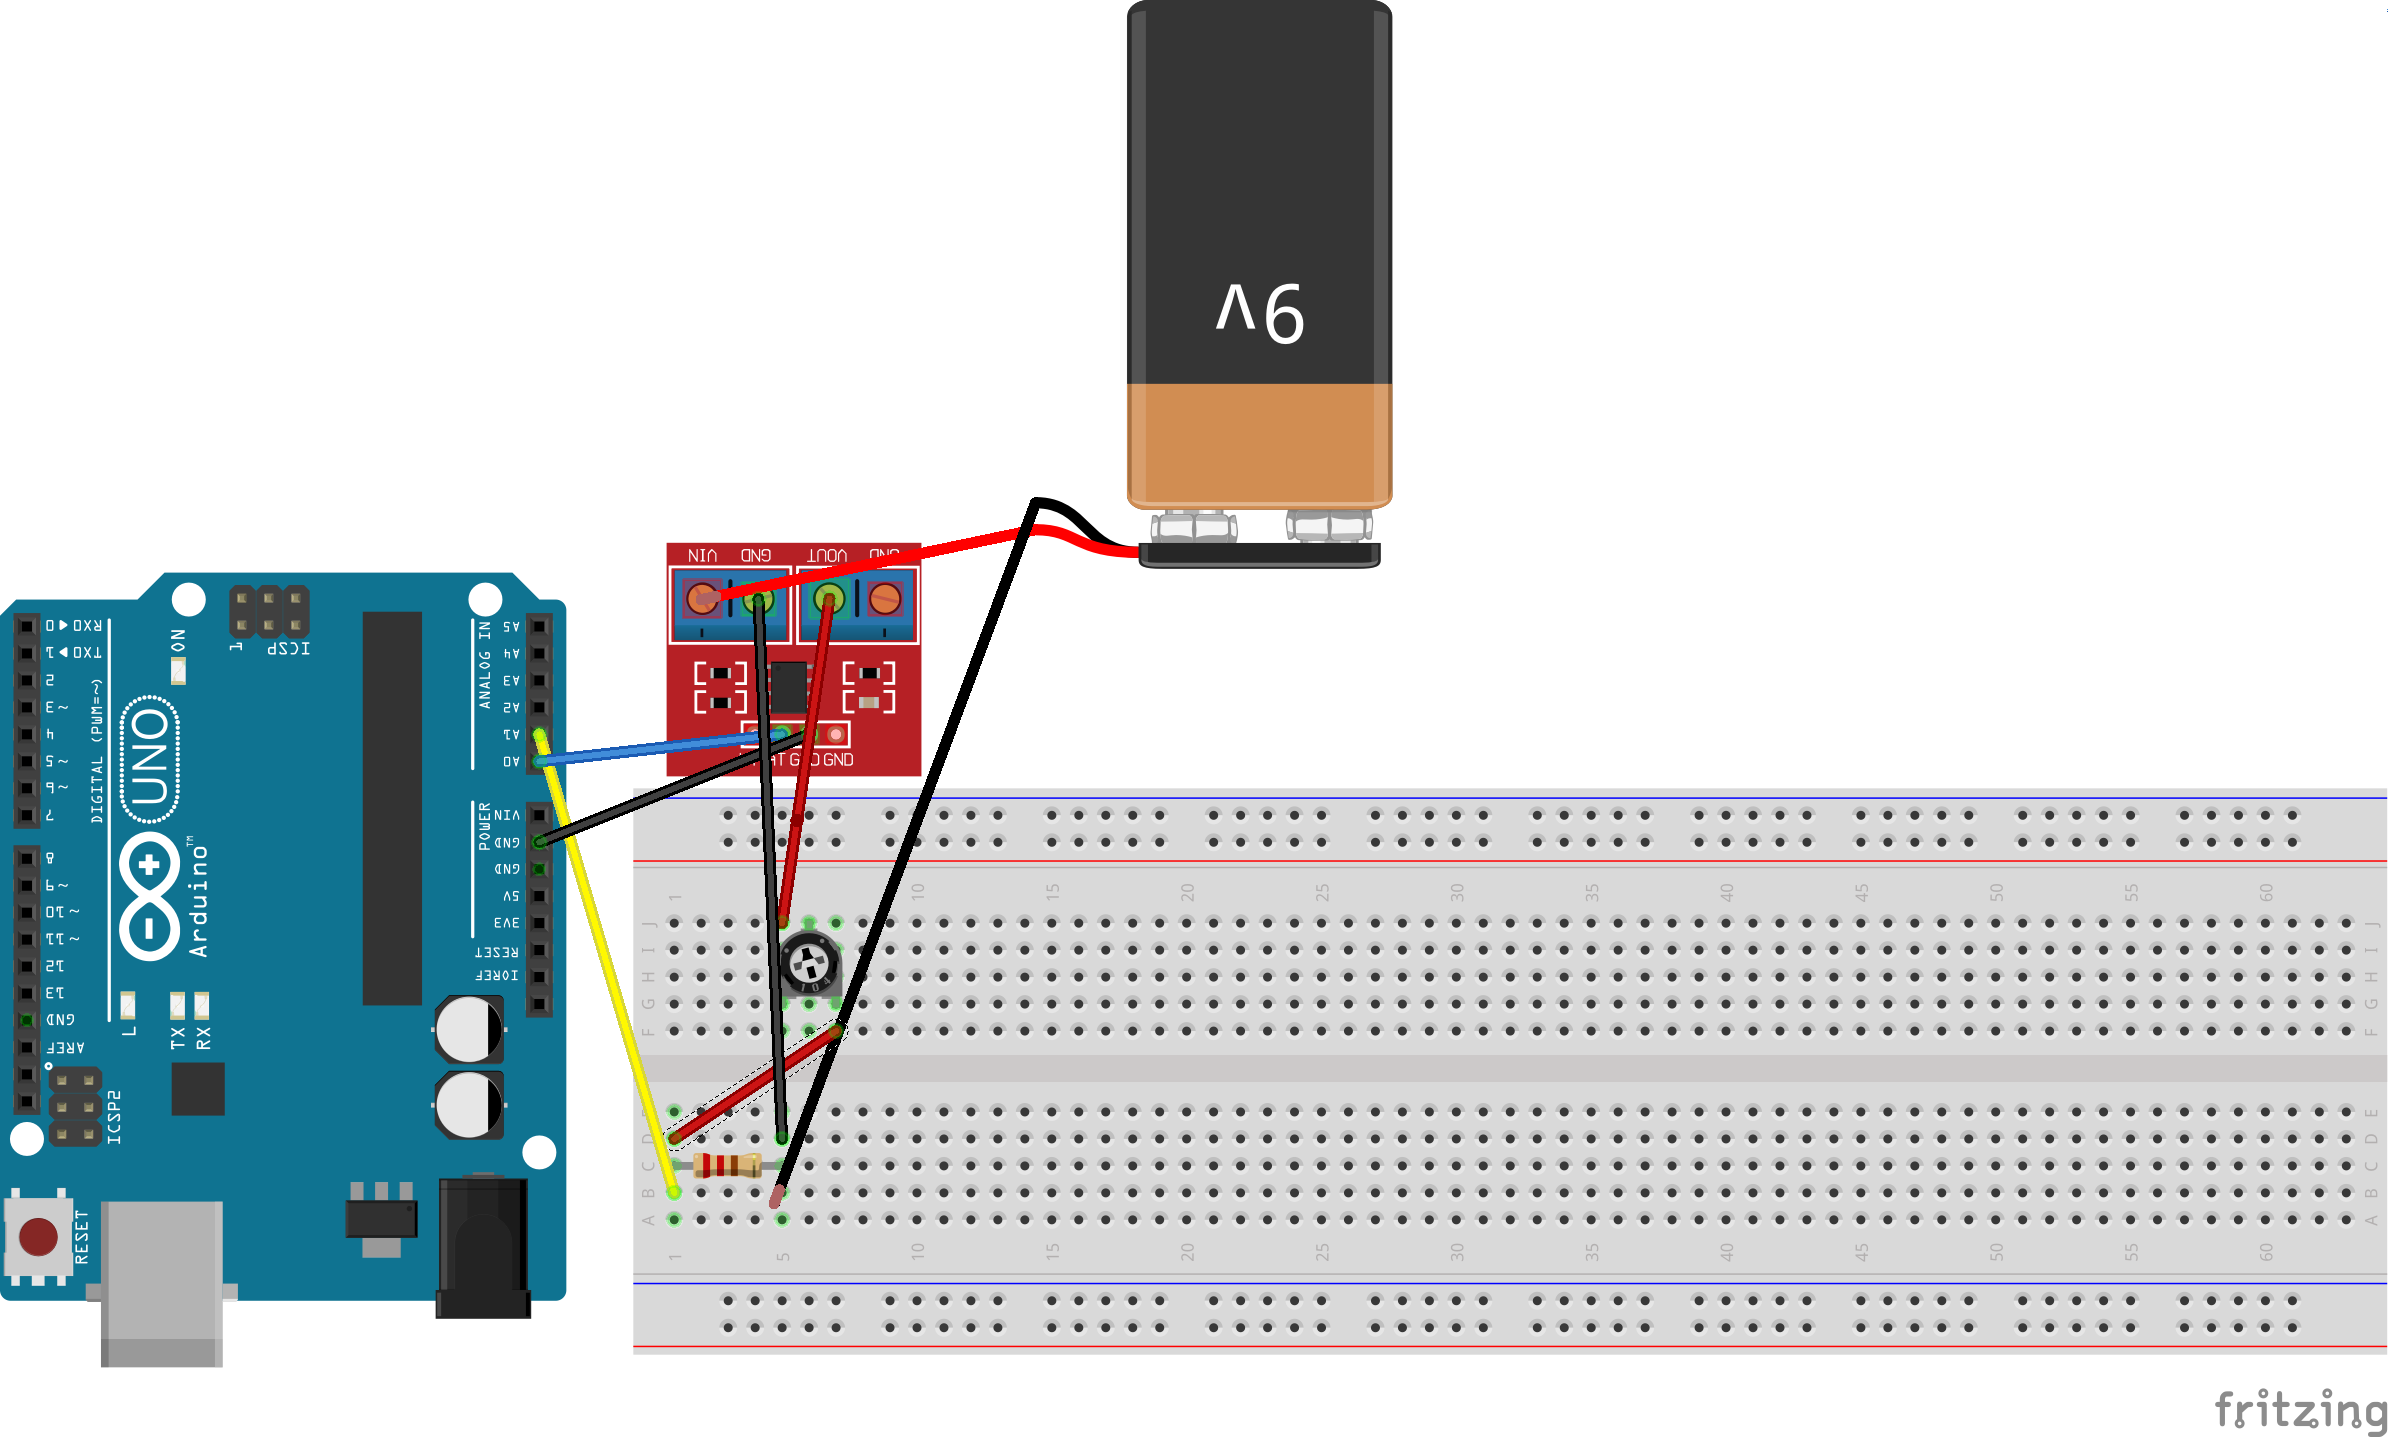 9V
VIN GND VOUT GND
GND GND
RX0 ▸ 0
TX0 ▸ 1
2
~3
4
~5
~6
7
8
~9
~10
~11
12
13
GND
AREF
DIGITAL (PWM=~)
ON
1
ICSP
UNO
Arduino™
L
TX
RX
ICSP2
RESET
ANALOG IN
A5
A4
A3
A2
A1
A0
POWER
VIN
GND
GND
5V
3V3
RESET
IOREF
104
1 10 15 20 25 30 35 40 45 50 55 60
J J
I I
H H
G G
F F
E
D D
C C
B B
A A
1 5 10 15 20 25 30 35 40 45 50 55 60
fritzing